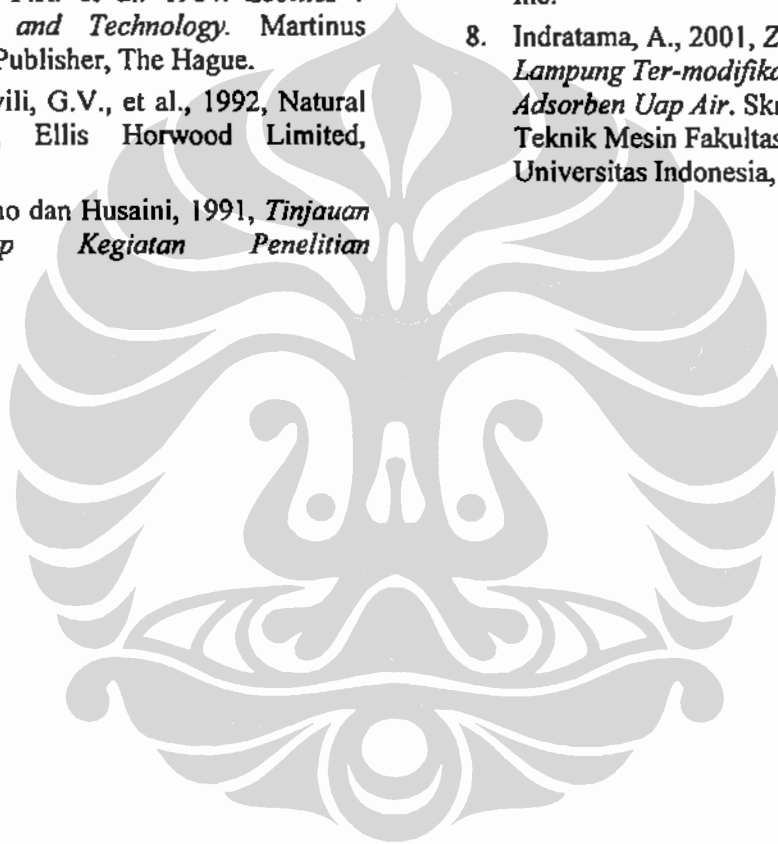 and Technology. Martinus
Publisher, The Hague.
vili, G.V., et al., 1992, Natural
Ellis Horwood Limited,
no dan Husaini, 1991, Tinjauan
p Kegiatan Penelitian
8. Indratama, A., 2001, Z
Lampung Ter-modifika
Adsorben Uap Air. Skr
Teknik Mesin Fakultas
Universitas Indonesia,